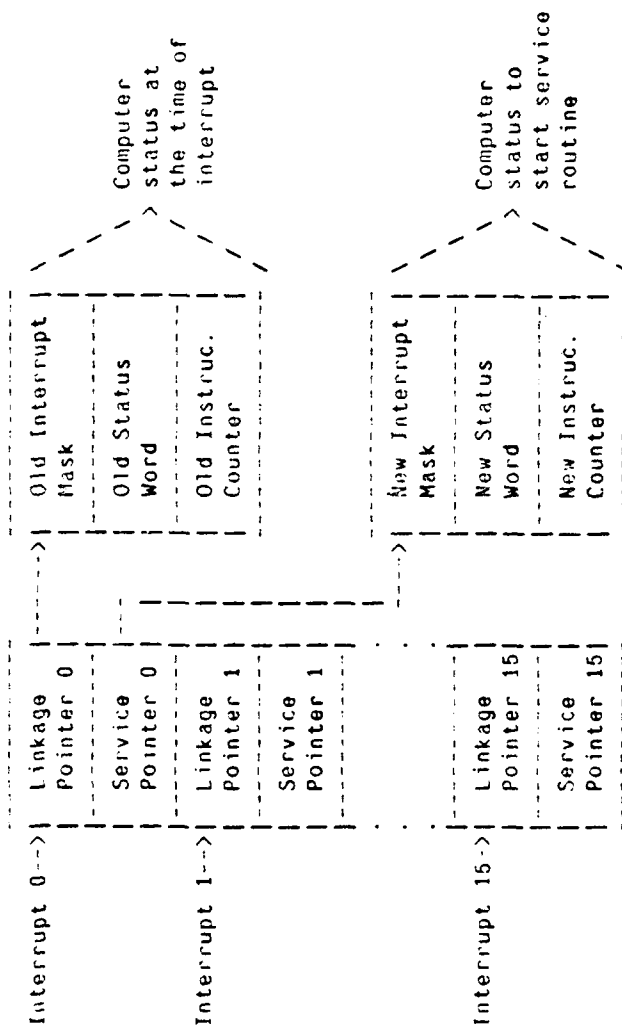 Interrupt 0-->
Linkage
Pointer 0
Service
Pointer 0
Interrupt 1-->
Linkage
Pointer 1
Service
Pointer 1
Interrupt 15->
Linkage
Pointer 15
Service
Pointer 15
Old Interrupt
Mask
Old Status
Word
Old Instruc.
Counter
Computer
status at
the time of
interrupt
New Interrupt
Mask
New Status
Word
New Instruc.
Counter
Computer
status to
start service
routine